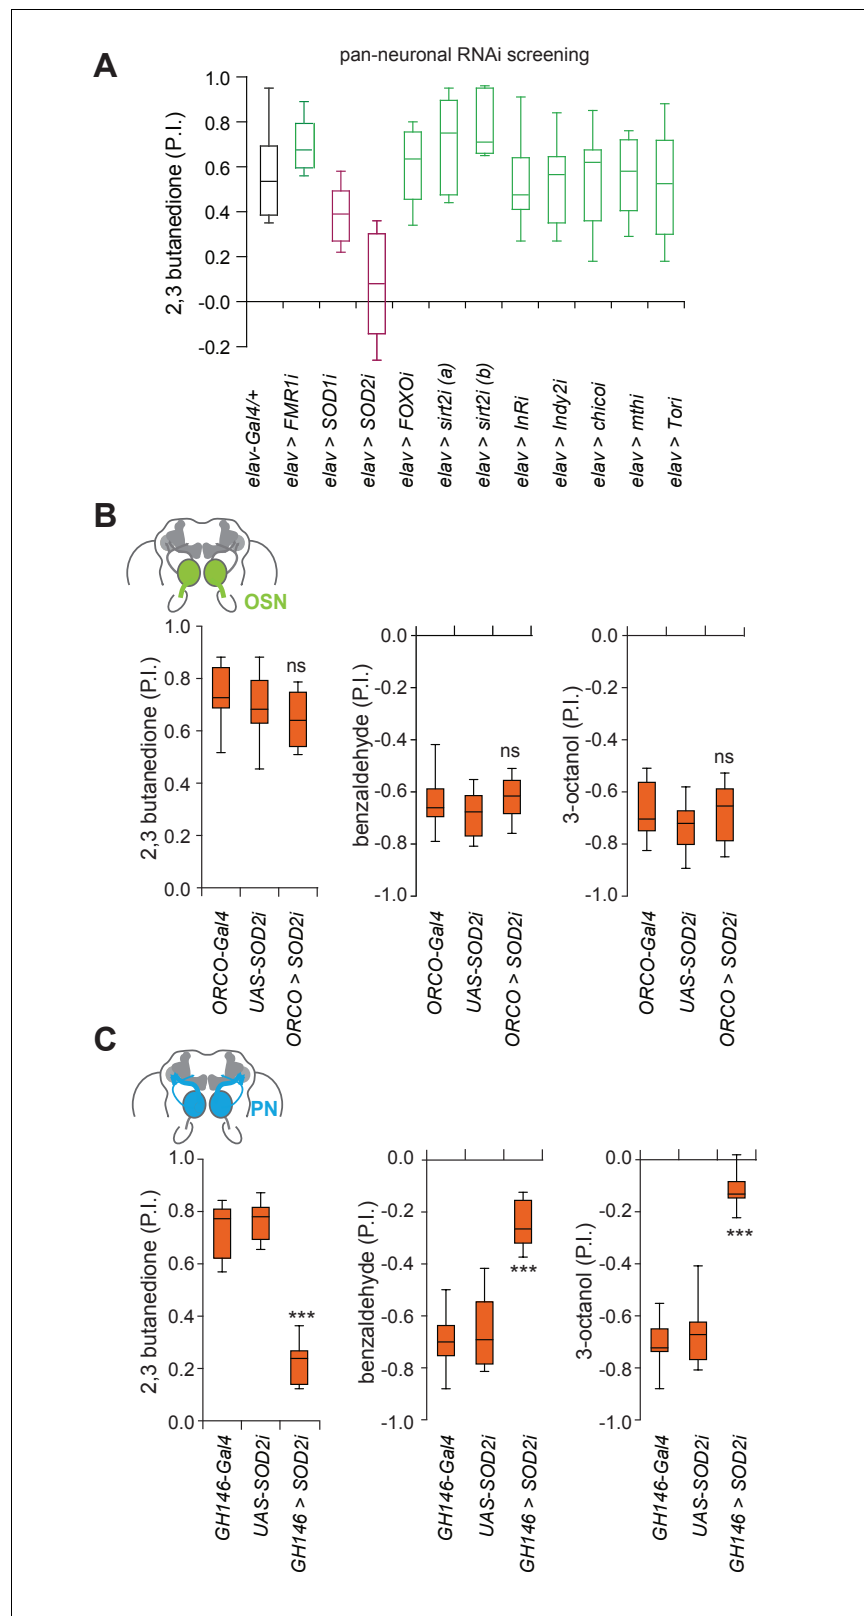 A
pan-neuronal RNAi screening
2,3 butanedione (P.I.)
1.0
0.8
0.6
0.4
0.2
-0.0
-0.2
elav-Gal4/+
elav > FMR1i
elav > SOD1i
elav > SOD2i
elav > FOXOi
elav > sirt2i (a)
elav > sirt2i (b)
elav > InRi
elav > Indy2i
elav > chicoi
elav > mthi
elav > Tori
B
OSN
2,3 butanedione (P.I.)
1.0
0.8
0.6
0.4
0.2
0.0
ns
ORCO-Gal4
UAS-SOD2i
ORCO > SOD2i
benzaldehyde (P.I.)
0.0
-0.2
-0.4
-0.6
-0.8
-1.0
ns
ORCO-Gal4
UAS-SOD2i
ORCO > SOD2i
3-octanol (P.I.)
0.0
-0.2
-0.4
-0.6
-0.8
-1.0
ns
ORCO-Gal4
UAS-SOD2i
ORCO > SOD2i
C
PN
2,3 butanedione (P.I.)
1.0
0.8
0.6
0.4
0.2
0.0
***
GH146-Gal4
UAS-SOD2i
GH146 > SOD2i
benzaldehyde (P.I.)
0.0
-0.2
-0.4
-0.6
-0.8
-1.0
***
GH146-Gal4
UAS-SOD2i
GH146 > SOD2i
3-octanol (P.I.)
0.0
-0.2
-0.4
-0.6
-0.8
-1.0
***
GH146-Gal4
UAS-SOD2i
GH146 > SOD2i